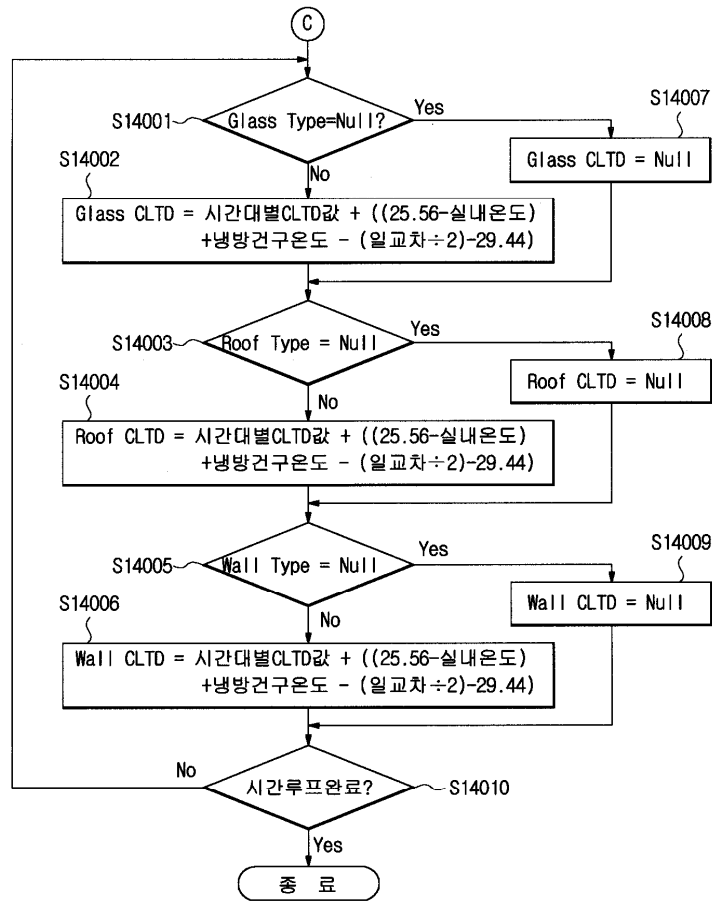 C
S14001
Glass Type=Null?
Yes
S14007
Glass CLTD = Null
No
S14002
Glass CLTD = 시간대별CLTD값 + ((25.56-실내온도)
+냉방건구온도 - (일교차÷2)-29.44)
S14003
Roof Type = Null
Yes
S14008
Roof CLTD = Null
No
S14004
Roof CLTD = 시간대별CLTD값 + ((25.56-실내온도)
+냉방건구온도 - (일교차÷2)-29.44)
S14005
Wall Type = Null
Yes
S14009
Wall CLTD = Null
No
S14006
Wall CLTD = 시간대별CLTD값 + ((25.56-실내온도)
+냉방건구온도 - (일교차÷2)-29.44)
No
시간루프완료?
S14010
Yes
종 료